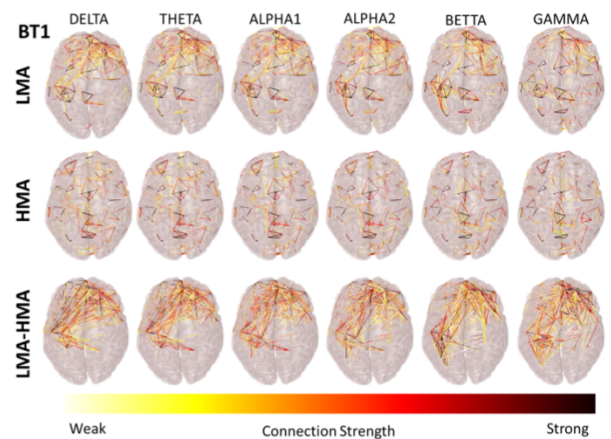 BT1
DELTA THETA ALPHA1 ALPHA2 BETTA GAMMA
LMA
HMA
LMA-HMA
Weak Connection Strength Strong